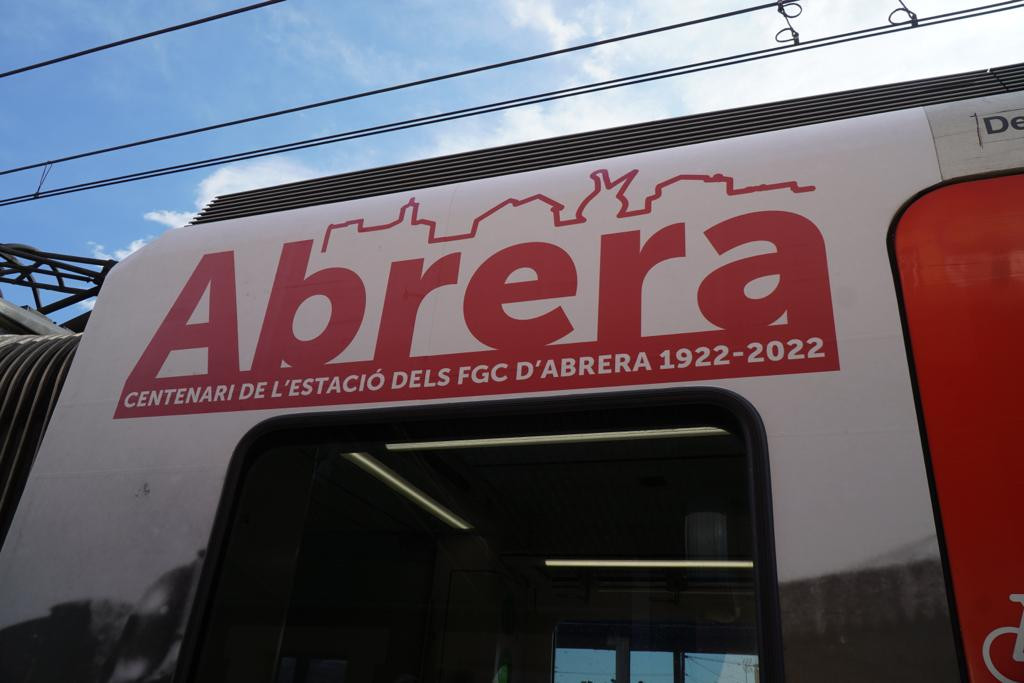 Abrera
CENTENARI DE L'ESTACIÓ DELS FGC D'ABRERA 1922-2022